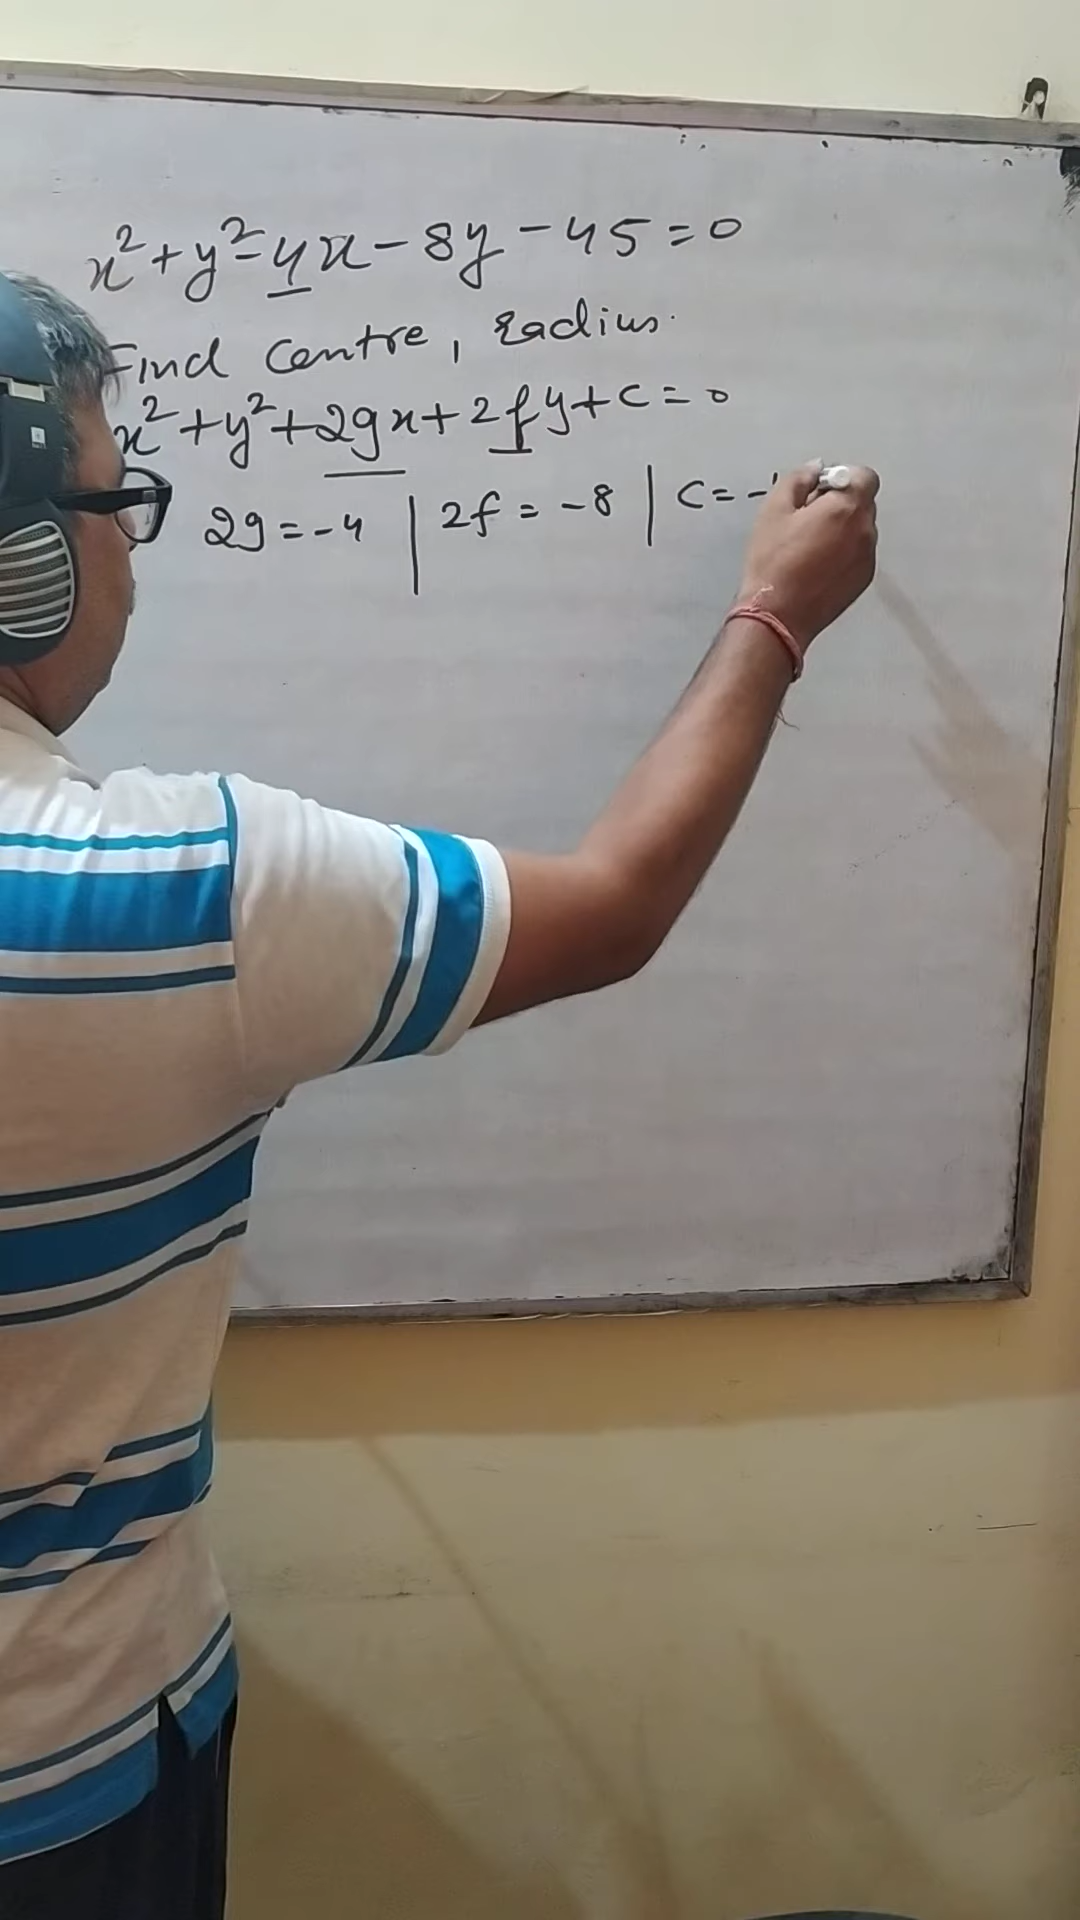 x²+y²-4x-8y-45=0
Find Centre, radius.
x²+y²+2gx+2fy+c=0
2g=-4 | 2f=-8 | c=-